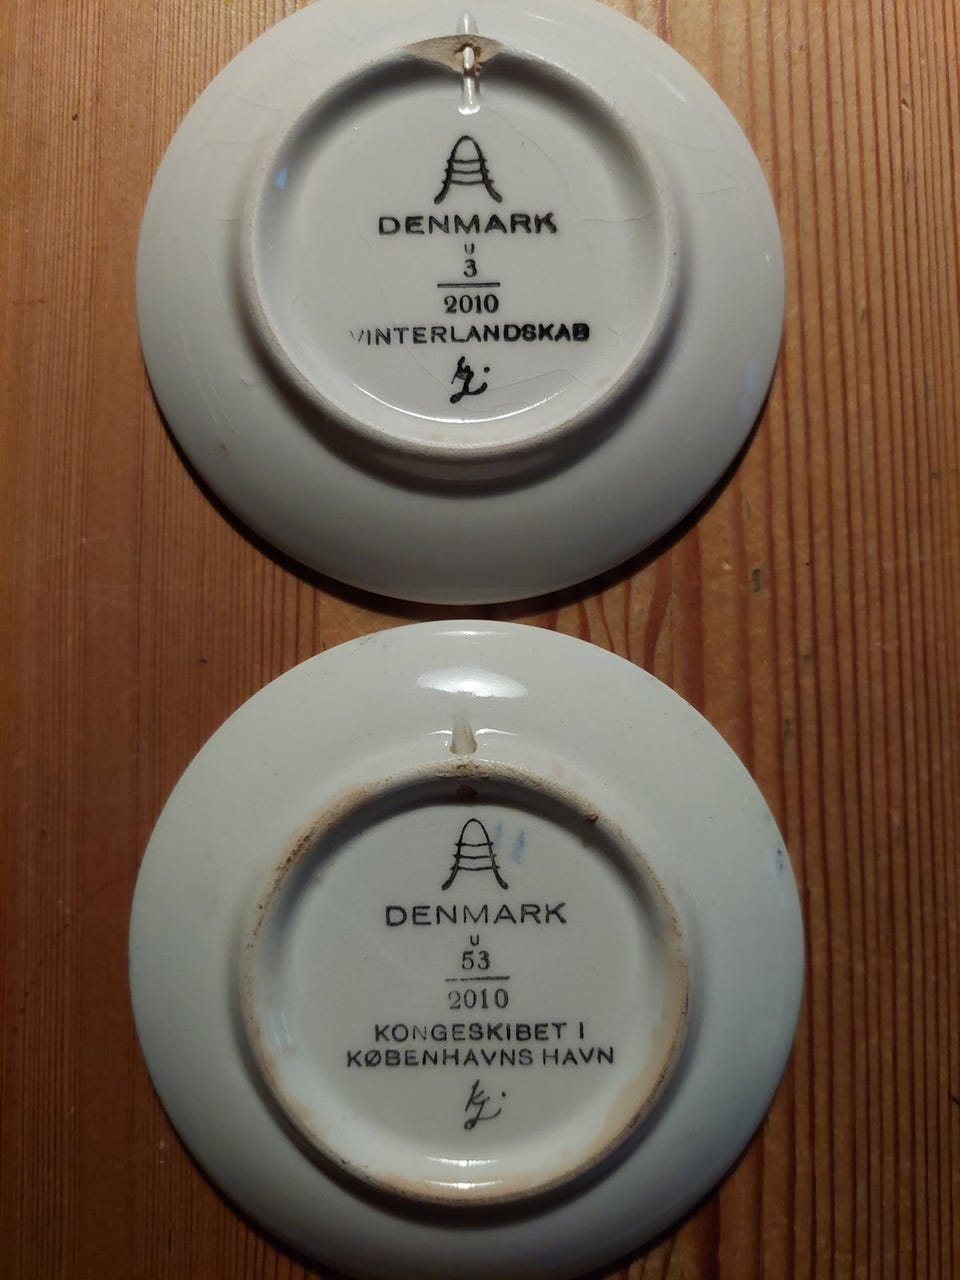 DENMARK
U
3
2010
VINTERLANDSKAB
DENMARK
U
53
2010
KONGESKIBET I
KØBENHAVNS HAVN